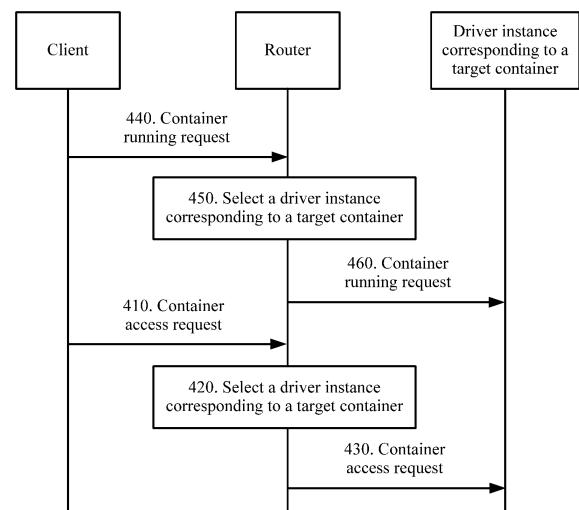 Client
Router
Driver instance
corresponding to a
target container
440. Container
running request
450. Select a driver instance
corresponding to a target container
460. Container
running request
410. Container
access request
420. Select a driver instance
corresponding to a target container
430. Container
access request